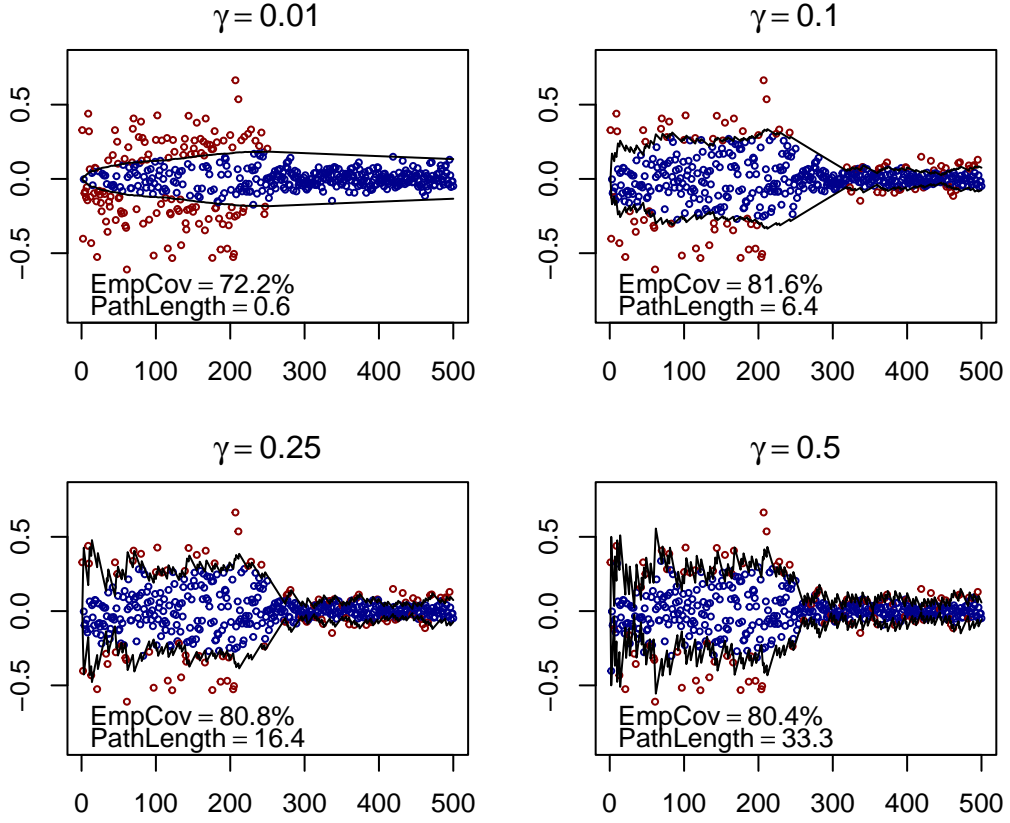 γ = 0.01
0.5
0.0
−0.5
EmpCov = 72.2%
PathLength = 0.6
0 100 200 300 400 500
γ = 0.1
0.5
0.0
−0.5
EmpCov = 81.6%
PathLength = 6.4
0 100 200 300 400 500
γ = 0.25
0.5
0.0
−0.5
EmpCov = 80.8%
PathLength = 16.4
0 100 200 300 400 500
γ = 0.5
0.5
0.0
−0.5
EmpCov = 80.4%
PathLength = 33.3
0 100 200 300 400 500